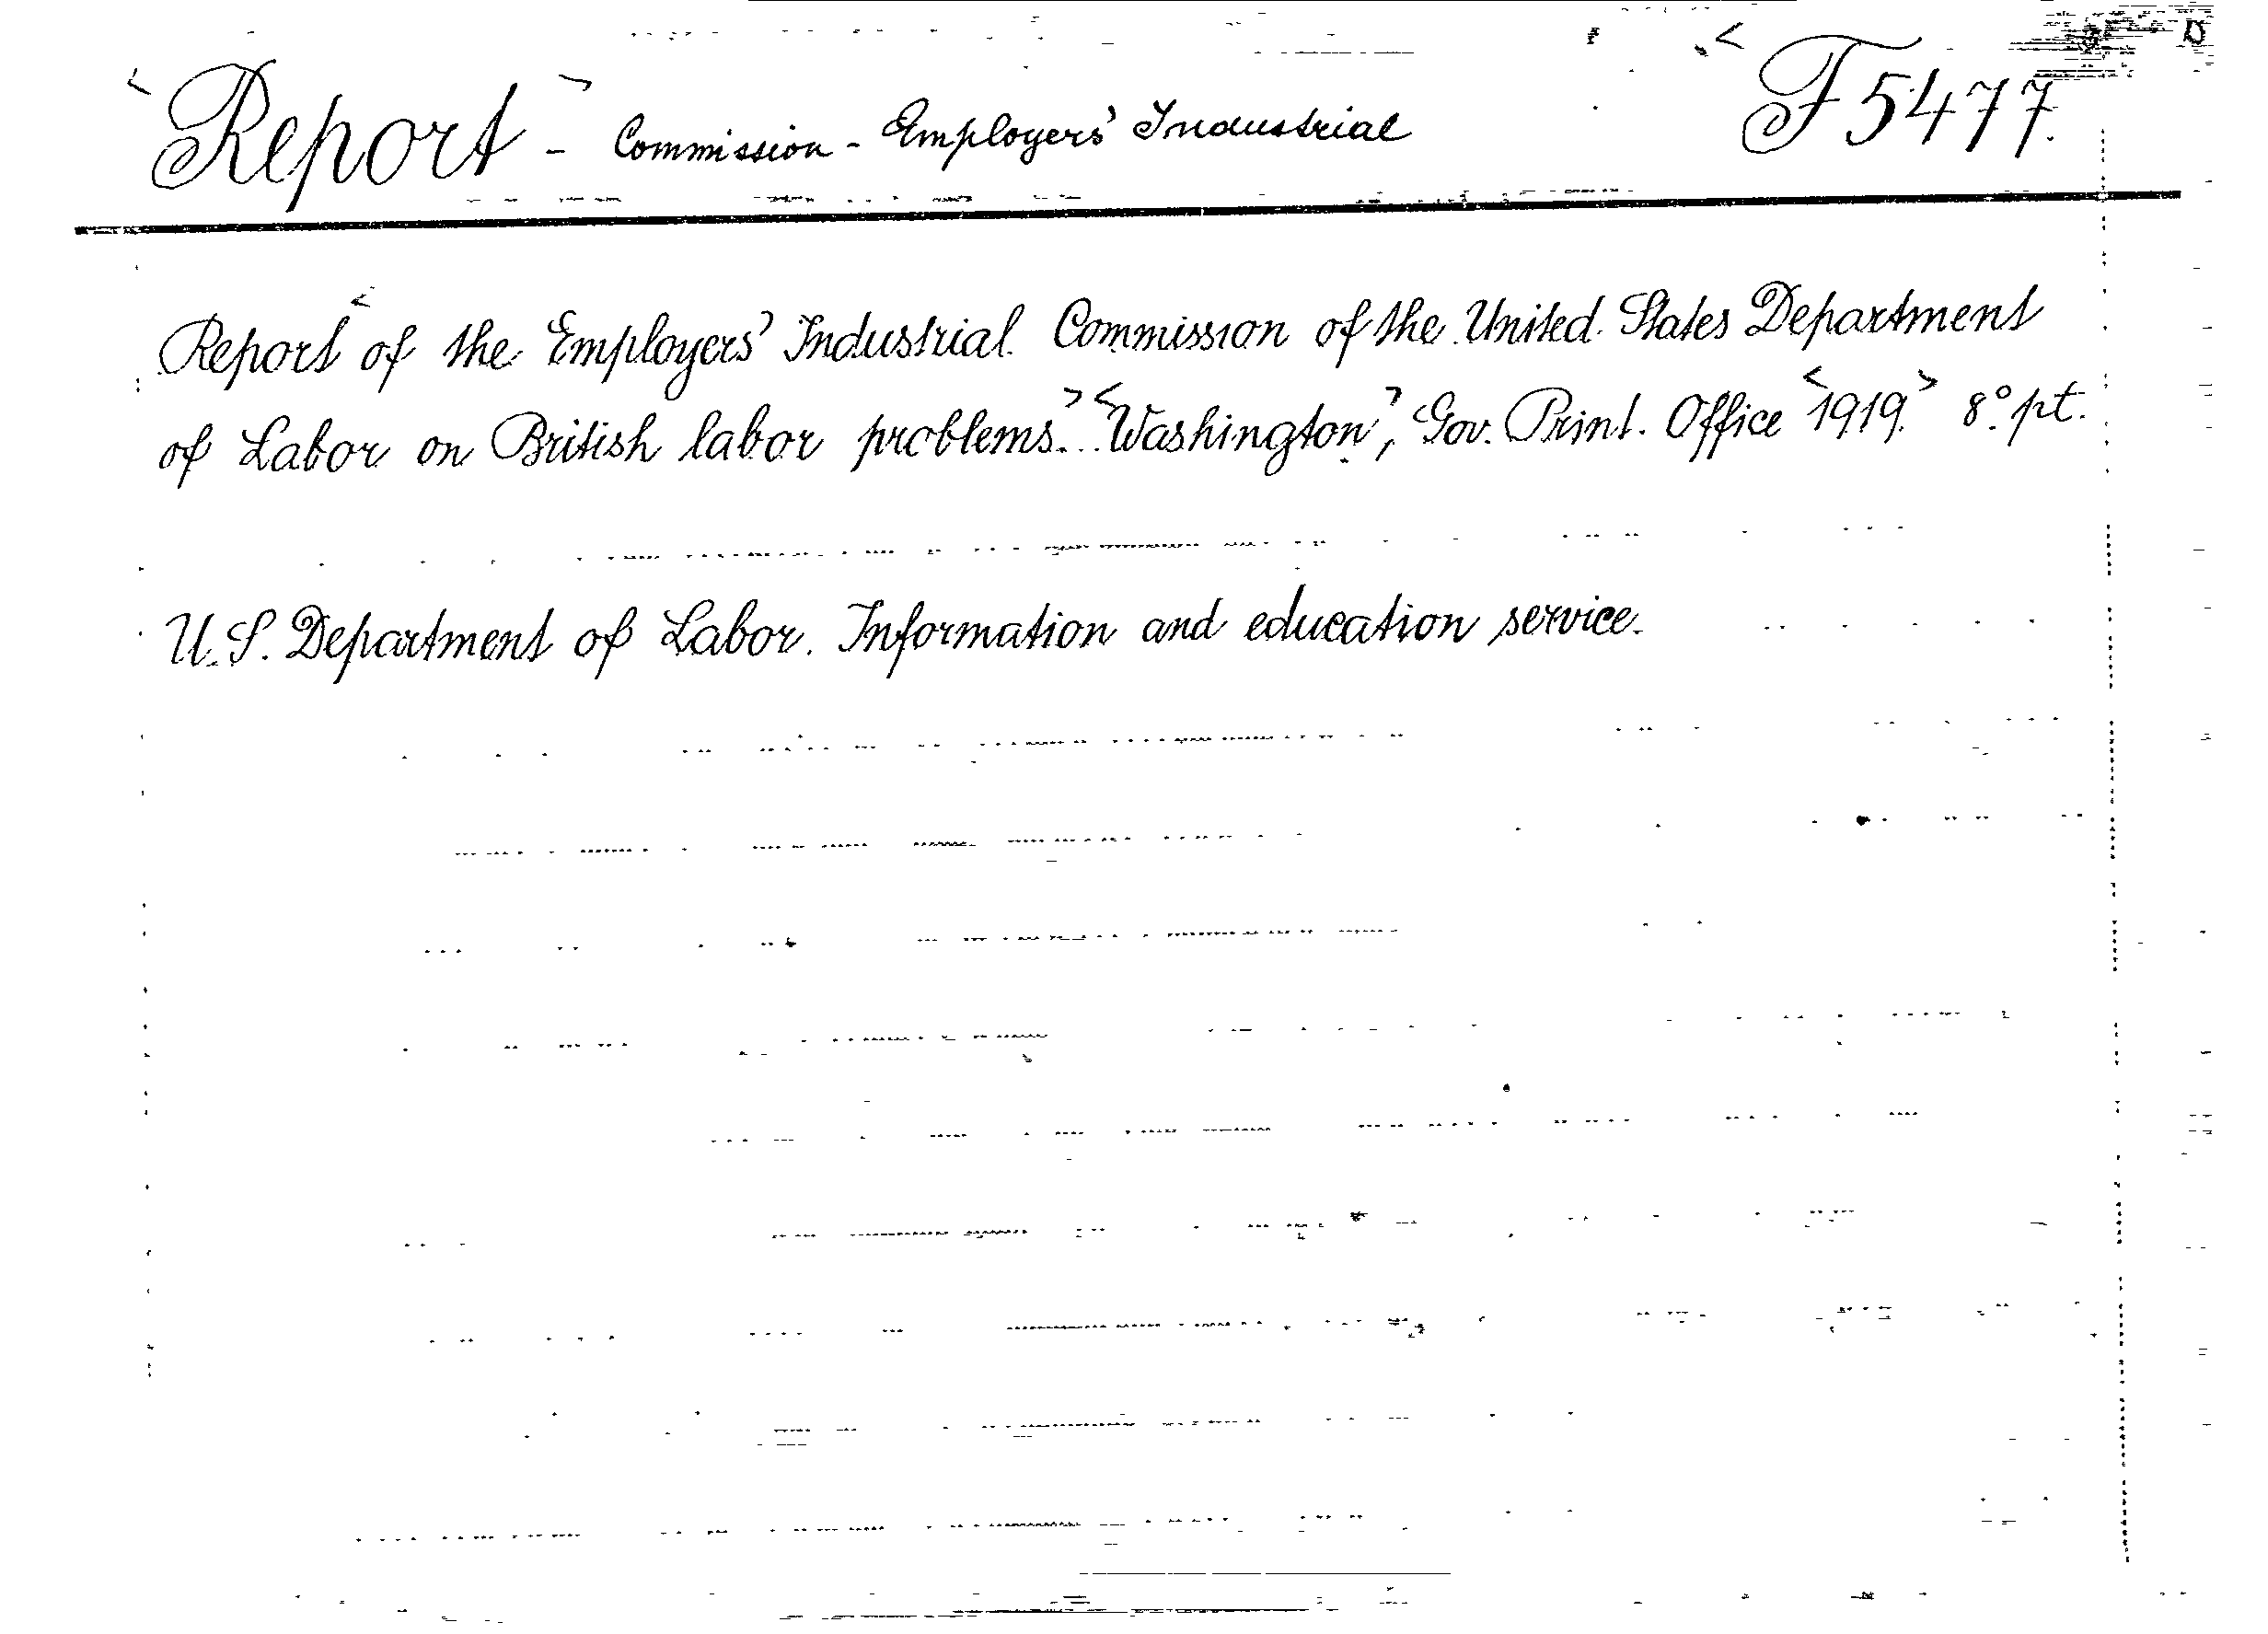 <Report> - Commission - Employers' Industrial <F 5477.
Report <of the Employers' Industrial Commission of the United States Department
of Labor on British labor problems.> <Washington>, Gov. Print. Office <1919.> 8° pt.
U.S. Department of Labor. Information and education service.